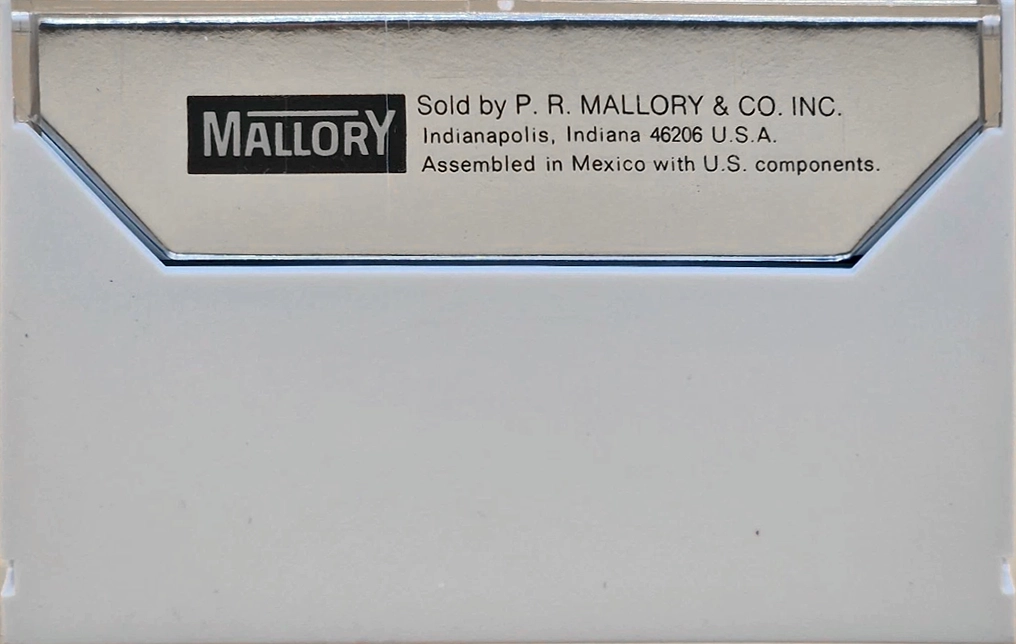 MALLORY
Sold by P. R. MALLORY & CO. INC.
Indianapolis, Indiana 46206 U.S.A.
Assembled in Mexico with U.S. components.